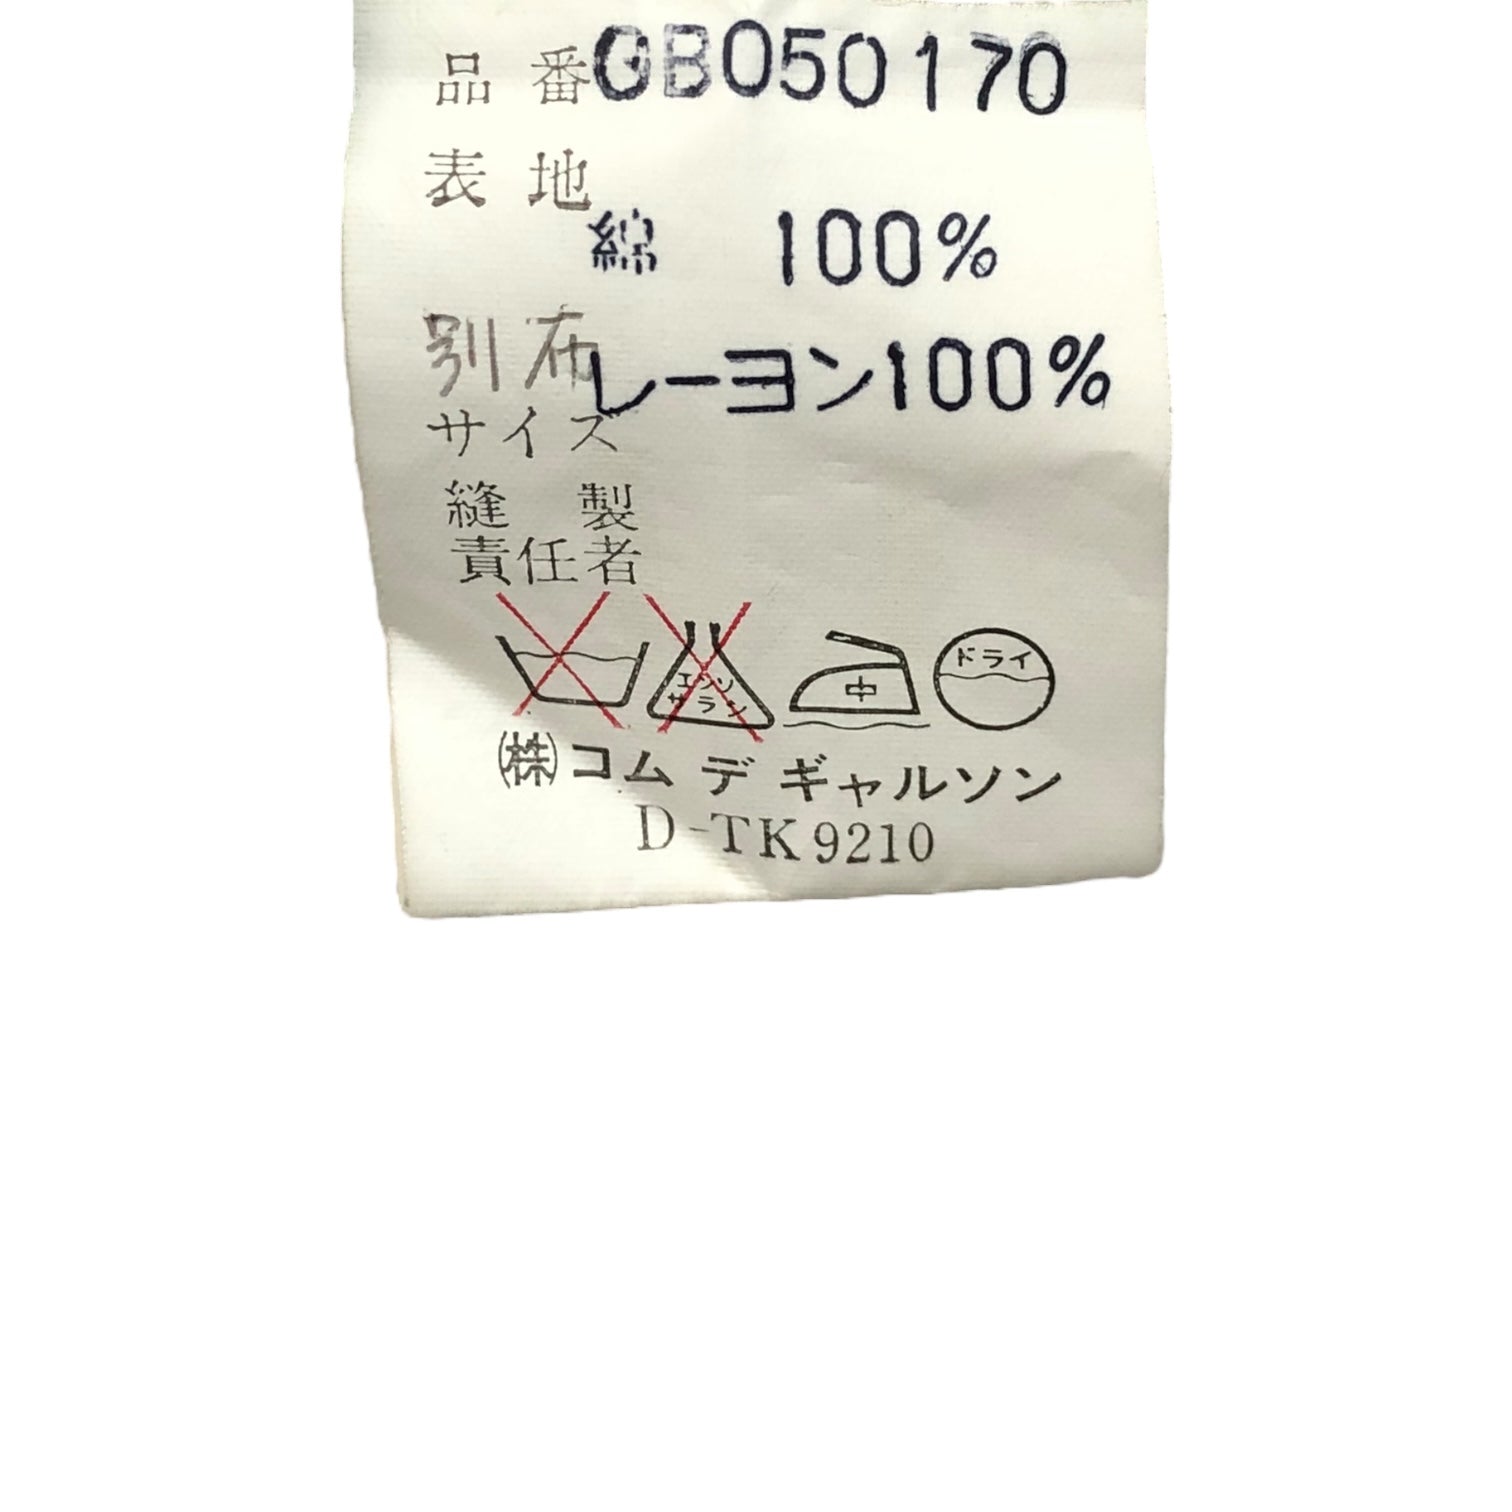 品番 GB050170
表地
綿 100%
別布 レーヨン100%
サイズ
縫製
責任者
エンソ
サラシ
中
ドライ
㈱コム デ ギャルソン
D-TK9210